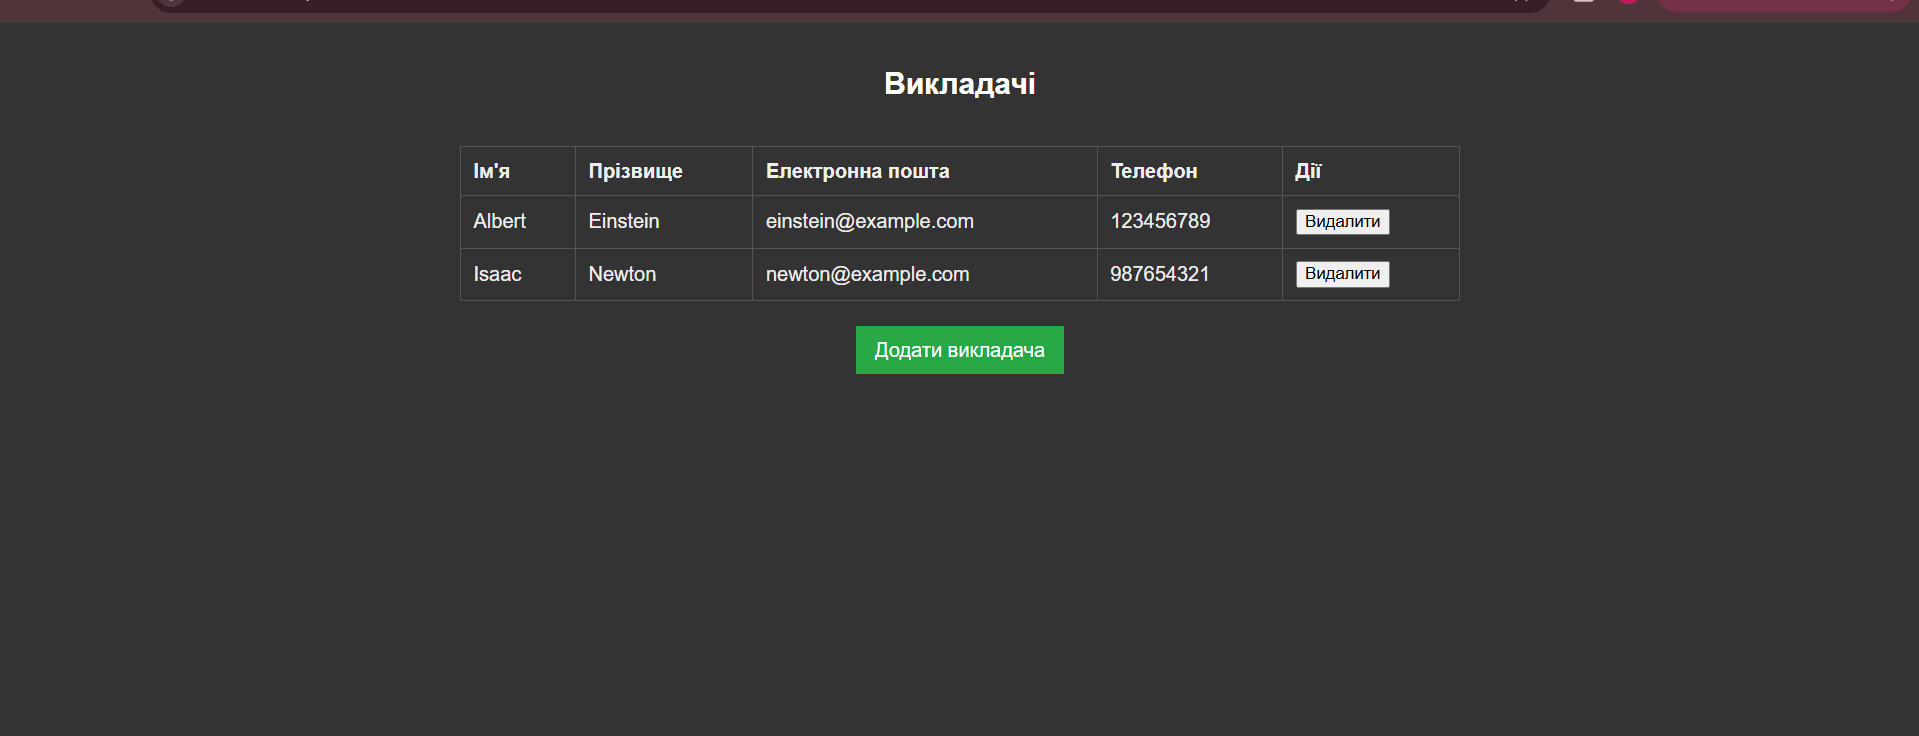 Викладачі
Ім'я Прізвище Електронна пошта Телефон Дії
Albert Einstein einstein@example.com 123456789 Видалити
Isaac Newton newton@example.com 987654321 Видалити
Додати викладача